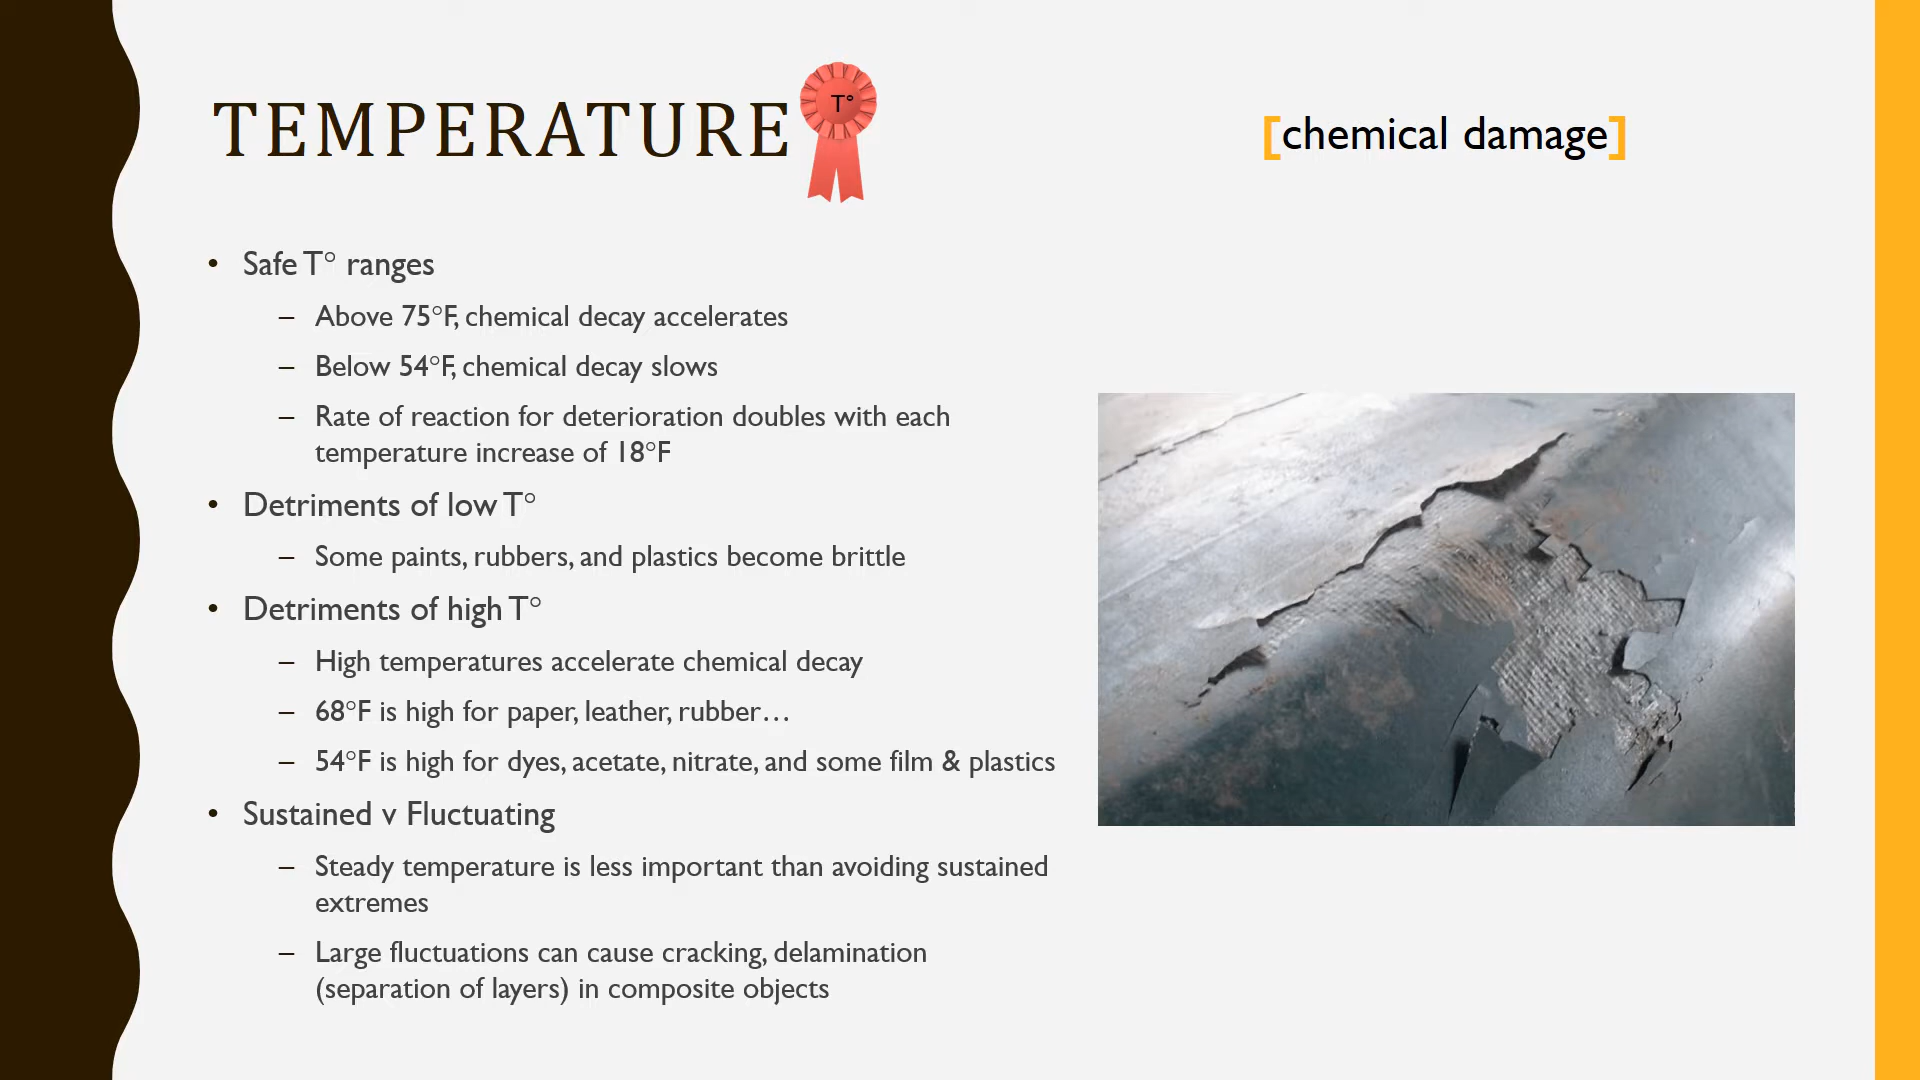 TEMPERATURE
T°
[chemical damage]
• Safe T° ranges
– Above 75°F, chemical decay accelerates
– Below 54°F, chemical decay slows
– Rate of reaction for deterioration doubles with each
temperature increase of 18°F
• Detriments of low T°
– Some paints, rubbers, and plastics become brittle
• Detriments of high T°
– High temperatures accelerate chemical decay
– 68°F is high for paper, leather, rubber…
– 54°F is high for dyes, acetate, nitrate, and some film & plastics
• Sustained v Fluctuating
– Steady temperature is less important than avoiding sustained
extremes
– Large fluctuations can cause cracking, delamination
(separation of layers) in composite objects